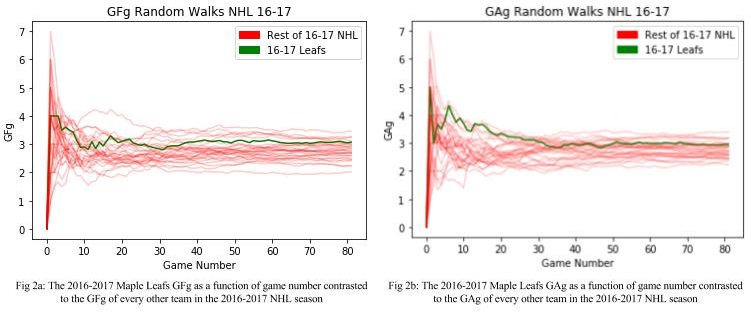 GFg Random Walks NHL 16-17
Rest of 16-17 NHL
16-17 Leafs
GFg
7
6
5
4
3
2
1
0
0 10 20 30 40 50 60 70 80
Game Number
Fig 2a: The 2016-2017 Maple Leafs GFg as a function of game number contrasted
to the GFg of every other team in the 2016-2017 NHL season
GAg Random Walks NHL 16-17
Rest of 16-17 NHL
16-17 Leafs
GAg
7
6
5
4
3
2
1
0
0 10 20 30 40 50 60 70 80
Game Number
Fig 2b: The 2016-2017 Maple Leafs GAg as a function of game number contrasted
to the GAg of every other team in the 2016-2017 NHL season